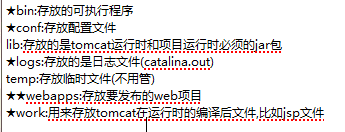 ★bin:存放的可执行程序
★conf:存放配置文件
lib:存放的是tomcat运行时和项目运行时必须的jar包
★logs:存放的是日志文件(catalina.out)
temp:存放临时文件(不用管)
★★webapps:存放要发布的web项目
★work:用来存放tomcat在运行时的编译后文件,比如jsp文件